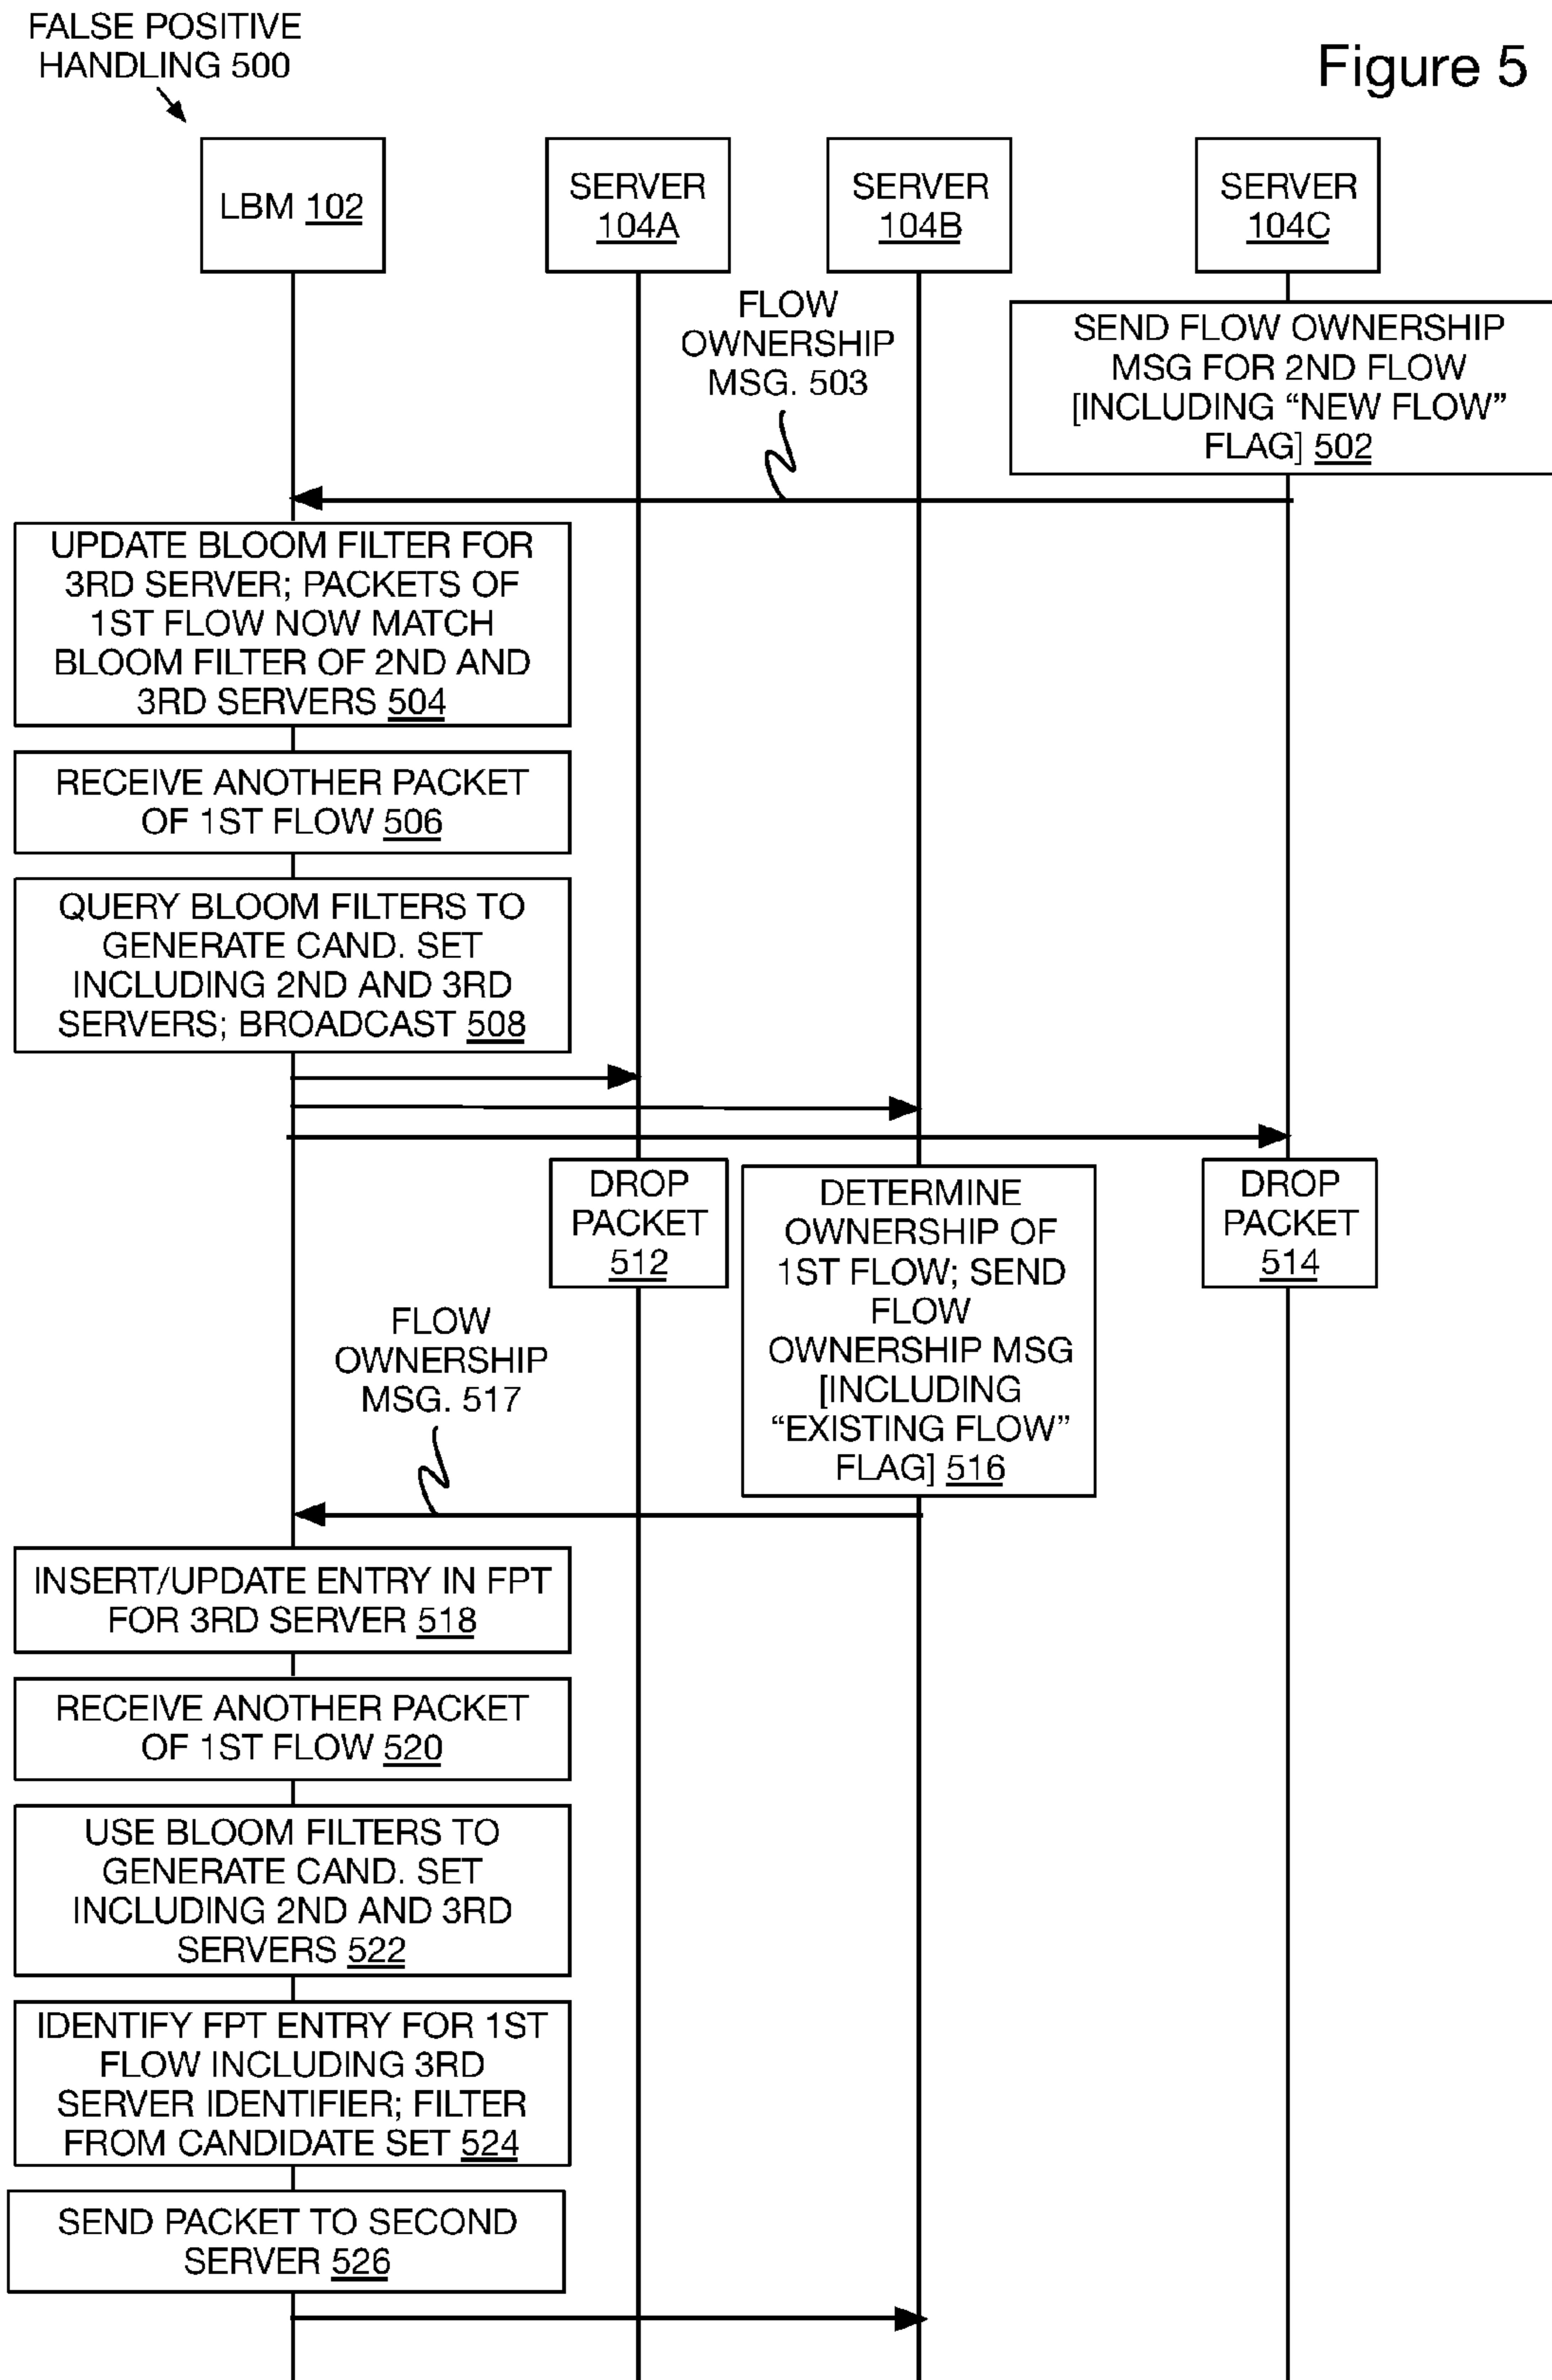 FALSE POSITIVE
HANDLING 500
Figure 5
LBM 102
SERVER
104A
SERVER
104B
SERVER
104C
FLOW
OWNERSHIP
MSG. 503
SEND FLOW OWNERSHIP
MSG FOR 2ND FLOW
[INCLUDING “NEW FLOW”
FLAG] 502
UPDATE BLOOM FILTER FOR
3RD SERVER; PACKETS OF
1ST FLOW NOW MATCH
BLOOM FILTER OF 2ND AND
3RD SERVERS 504
RECEIVE ANOTHER PACKET
OF 1ST FLOW 506
QUERY BLOOM FILTERS TO
GENERATE CAND. SET
INCLUDING 2ND AND 3RD
SERVERS; BROADCAST 508
DROP
PACKET
512
DETERMINE
OWNERSHIP OF
1ST FLOW; SEND
FLOW
OWNERSHIP MSG
[INCLUDING
“EXISTING FLOW”
FLAG] 516
DROP
PACKET
514
FLOW
OWNERSHIP
MSG. 517
INSERT/UPDATE ENTRY IN FPT
FOR 3RD SERVER 518
RECEIVE ANOTHER PACKET
OF 1ST FLOW 520
USE BLOOM FILTERS TO
GENERATE CAND. SET
INCLUDING 2ND AND 3RD
SERVERS 522
IDENTIFY FPT ENTRY FOR 1ST
FLOW INCLUDING 3RD
SERVER IDENTIFIER; FILTER
FROM CANDIDATE SET 524
SEND PACKET TO SECOND
SERVER 526